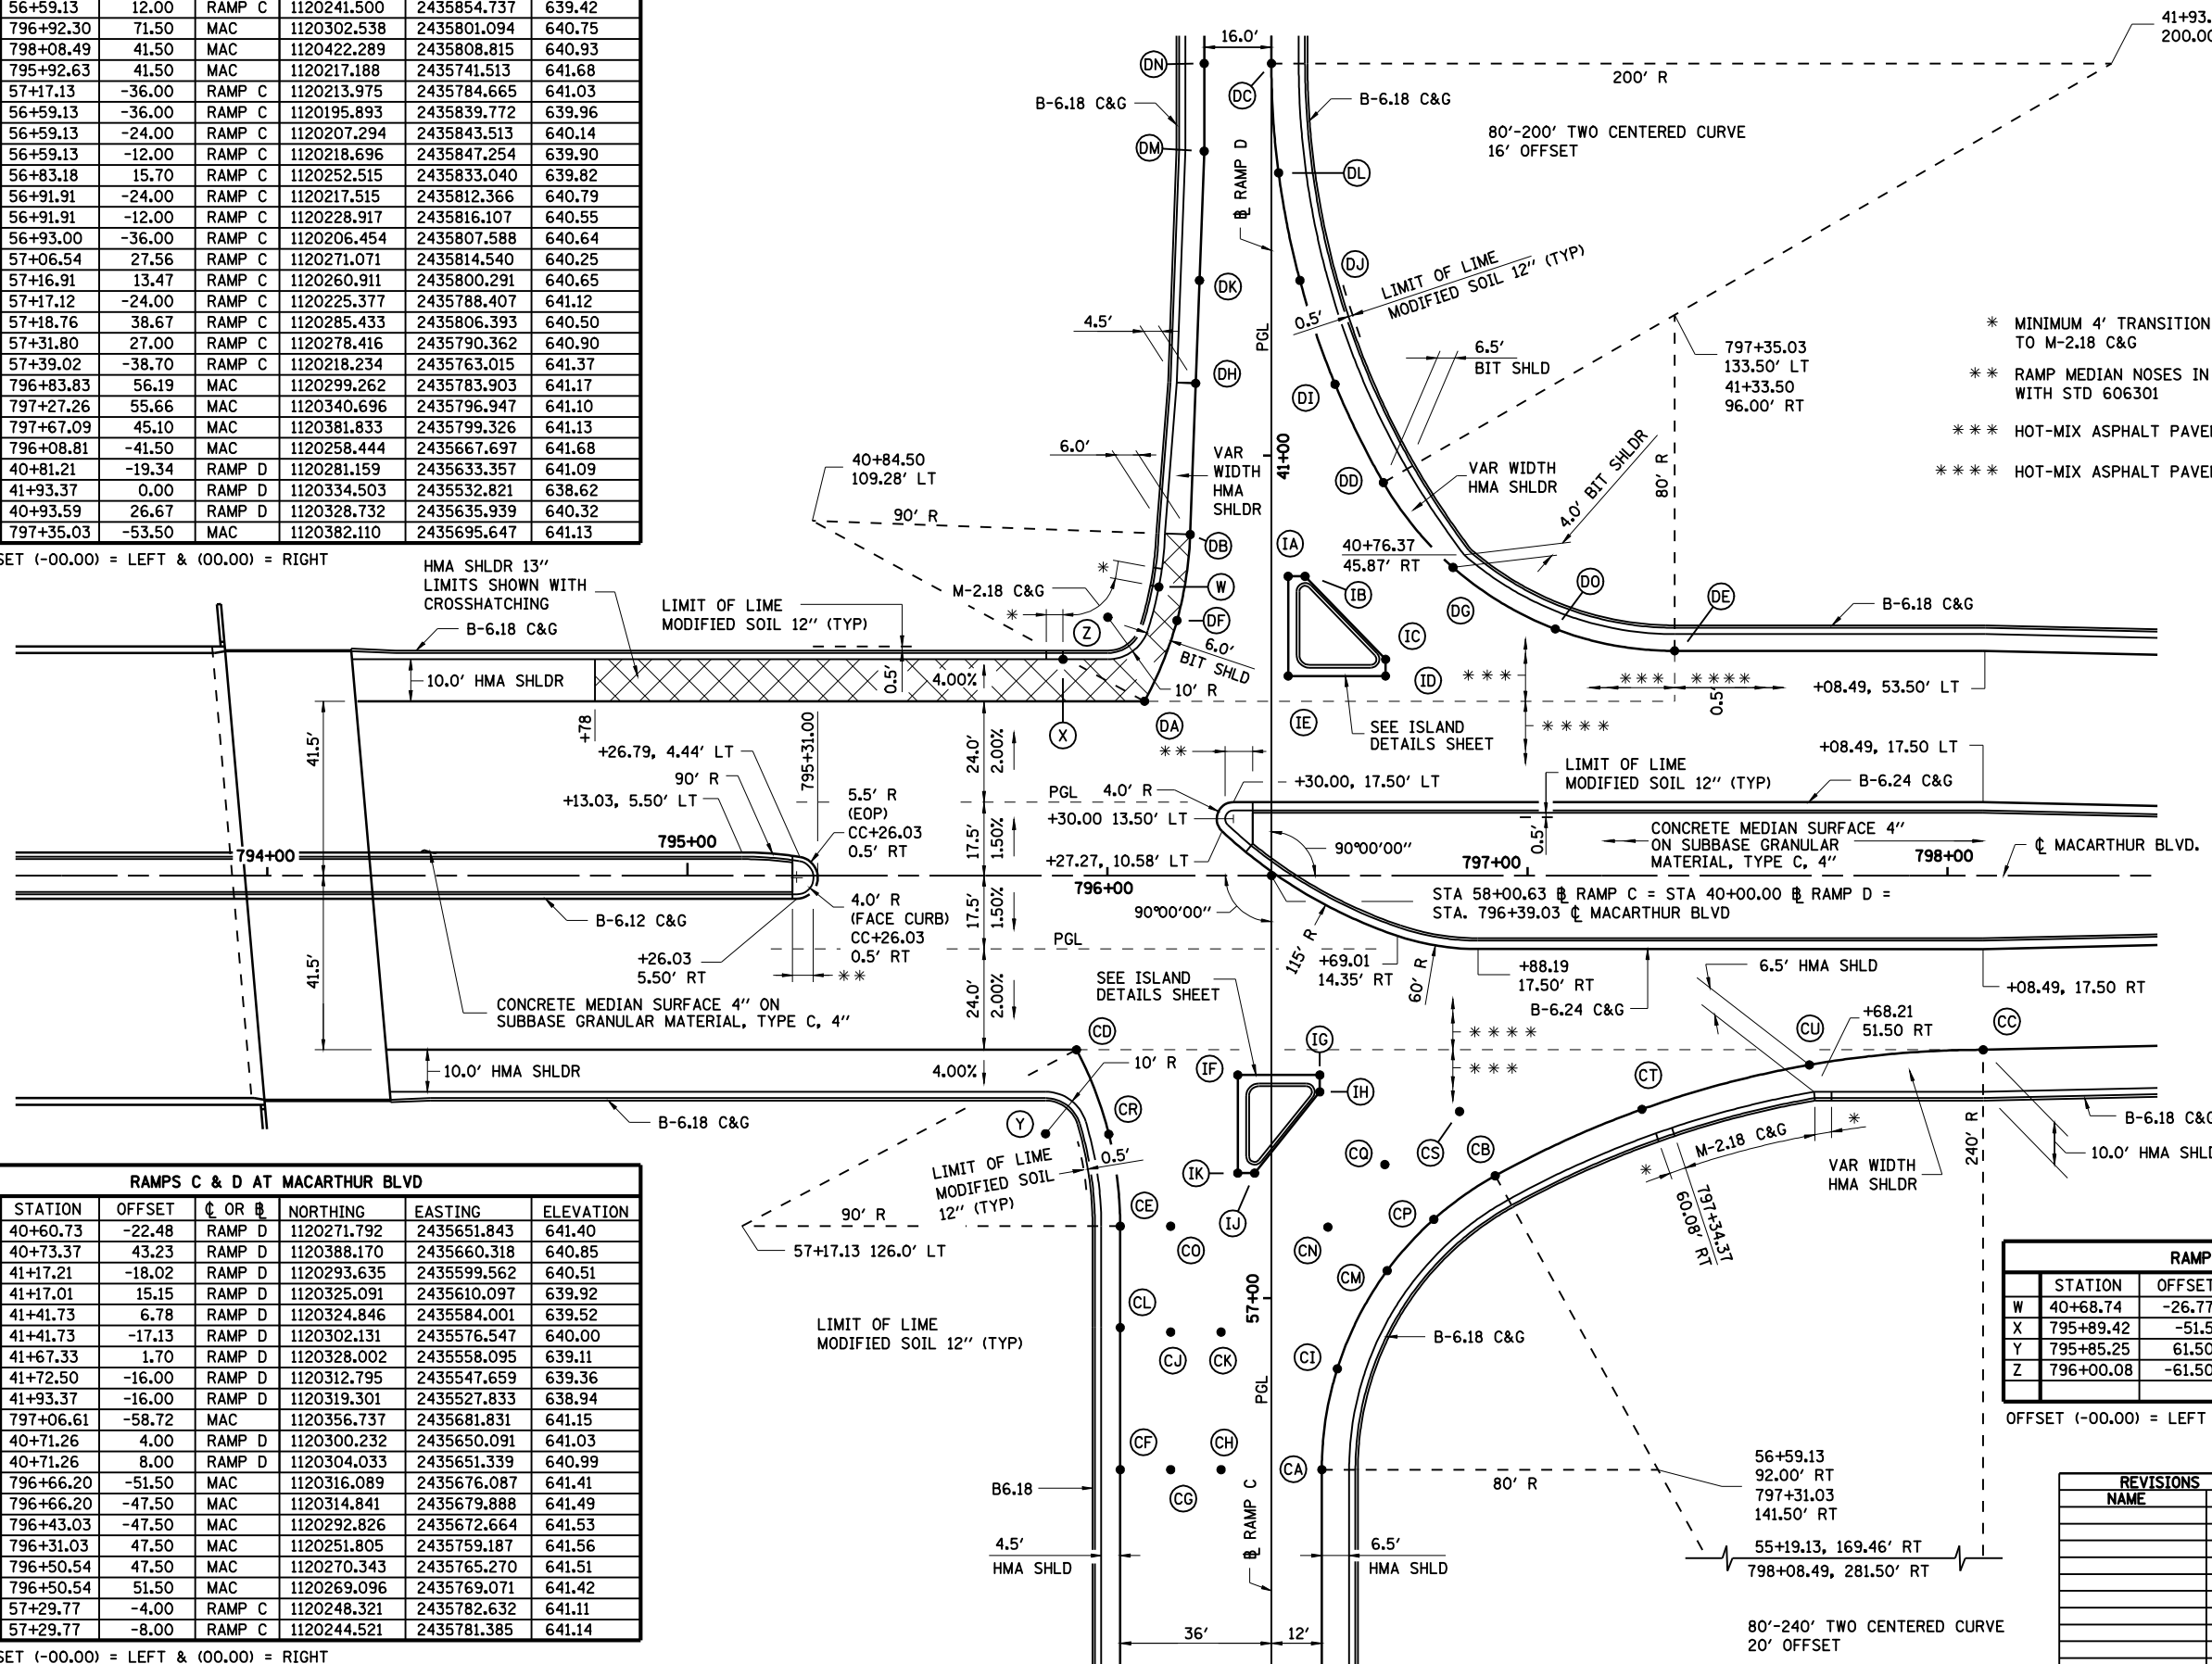 56+59.13 12.00 RAMP C 1120241.500 2435854.737 639.42
796+92.30 71.50 MAC 1120302.538 2435801.094 640.75
798+08.49 41.50 MAC 1120422.289 2435808.815 640.93
795+92.63 41.50 MAC 1120217.188 2435741.513 641.68
57+17.13 -36.00 RAMP C 1120213.975 2435784.665 641.03
56+59.13 -36.00 RAMP C 1120195.893 2435839.772 639.96
56+59.13 -24.00 RAMP C 1120207.294 2435843.513 640.14
56+59.13 -12.00 RAMP C 1120218.696 2435847.254 639.90
56+83.18 15.70 RAMP C 1120252.515 2435833.040 639.82
56+91.91 -24.00 RAMP C 1120217.515 2435812.366 640.79
56+91.91 -12.00 RAMP C 1120228.917 2435816.107 640.55
56+93.00 -36.00 RAMP C 1120206.454 2435807.588 640.64
57+06.54 27.56 RAMP C 1120271.071 2435814.540 640.25
57+16.91 13.47 RAMP C 1120260.911 2435800.291 640.65
57+17.12 -24.00 RAMP C 1120225.377 2435788.407 641.12
57+18.76 38.67 RAMP C 1120285.433 2435806.393 640.50
57+31.80 27.00 RAMP C 1120278.416 2435790.362 640.90
57+39.02 -38.70 RAMP C 1120218.234 2435763.015 641.37
796+83.83 56.19 MAC 1120299.262 2435783.903 641.17
797+27.26 55.66 MAC 1120340.696 2435796.947 641.10
797+67.09 45.10 MAC 1120381.833 2435799.326 641.13
796+08.81 -41.50 MAC 1120258.444 2435667.697 641.68
40+81.21 -19.34 RAMP D 1120281.159 2435633.357 641.09
41+93.37 0.00 RAMP D 1120334.503 2435532.821 638.62
40+93.59 26.67 RAMP D 1120328.732 2435635.939 640.32
797+35.03 -53.50 MAC 1120382.110 2435695.647 641.13
SET (-00.00) = LEFT & (00.00) = RIGHT
16.0'
DN
DC
B-6.18 C&G
B-6.18 C&G
200' R
41+93.
200.00
80'-200' TWO CENTERED CURVE
16' OFFSET
DM
DL
℄ RAMP D
PGL
DJ
LIMIT OF LIME
MODIFIED SOIL 12" (TYP)
0.5'
DK
4.5'
DH
DI
6.5'
BIT SHLD
797+35.03
133.50' LT
41+33.50
96.00' RT
* MINIMUM 4' TRANSITION
TO M-2.18 C&G
** RAMP MEDIAN NOSES IN
WITH STD 606301
*** HOT-MIX ASPHALT PAVE
**** HOT-MIX ASPHALT PAVE
6.0'
VAR
WIDTH
HMA
SHLDR
41+00
DD
VAR WIDTH
HMA SHLDR
4.0' BIT SHLDR
80' R
40+84.50
109.28' LT
90' R
DB
IA
IB
IC
ID
IE
40+76.37
45.87' RT
DG
DO
DE
B-6.18 C&G
HMA SHLDR 13"
LIMITS SHOWN WITH
CROSSHATCHING
B-6.18 C&G
LIMIT OF LIME
MODIFIED SOIL 12" (TYP)
M-2.18 C&G
*
*
W
Z
DF
6.0'
BIT SHLD
10' R
10.0' HMA SHLDR
0.5'
4.00%
X
DA
**
SEE ISLAND
DETAILS SHEET
***
****
*** ****
0.5'
+08.49, 53.50' LT
41.5'
+78
795+31.00
+26.79, 4.44' LT
90' R
+13.03, 5.50' LT
24.0'
2.00%
PGL
5.5' R
(EOP)
CC+26.03
0.5' RT
17.5'
1.50%
4.0' R
+30.00, 17.50' LT
+30.00 13.50' LT
+27.27, 10.58' LT
LIMIT OF LIME
MODIFIED SOIL 12" (TYP)
B-6.24 C&G
+08.49, 17.50 LT
0.5'
CONCRETE MEDIAN SURFACE 4"
ON SUBBASE GRANULAR
MATERIAL, TYPE C, 4"
90°00'00"
794+00
795+00
796+00
797+00
798+00
℄ MACARTHUR BLVD.
STA 58+00.63 ℄ RAMP C = STA 40+00.00 ℄ RAMP D =
STA. 796+39.03 ℄ MACARTHUR BLVD
90°00'00"
B-6.12 C&G
4.0' R
(FACE CURB)
CC+26.03
0.5' RT
+26.03
5.50' RT
**
17.5'
1.50%
PGL
24.0'
2.00%
41.5'
115' R
+69.01
14.35' RT
60' R
+88.19
17.50' RT
B-6.24 C&G
6.5' HMA SHLD
+08.49, 17.50 RT
CONCRETE MEDIAN SURFACE 4" ON
SUBBASE GRANULAR MATERIAL, TYPE C, 4"
SEE ISLAND
DETAILS SHEET
****
***
+68.21
51.50 RT
CU
CC
CD
10.0' HMA SHLDR
4.00%
10' R
B-6.18 C&G
IF
IG
IH
IJ
IK
CT
CR
Y
CQ
CS
CB
0.5'
LIMIT OF LIME
MODIFIED SOIL
12" (TYP)
M-2.18 C&G
*
*
797+34.37
60.08' RT
VAR WIDTH
HMA SHLDR
240' R
B-6.18 C&G
10.0' HMA SHLD
90' R
57+17.13 126.0' LT
CE
CO
CN
CP
CM
CL
CJ
CK
CI
57+00
PGL
B-6.18 C&G
LIMIT OF LIME
MODIFIED SOIL 12" (TYP)
CF
CH
CG
CA
B6.18
℄ RAMP C
80' R
56+59.13
92.00' RT
797+31.03
141.50' RT
55+19.13, 169.46' RT
798+08.49, 281.50' RT
4.5'
HMA SHLD
6.5'
HMA SHLD
36'
12'
80'-240' TWO CENTERED CURVE
20' OFFSET
RAMPS C & D AT MACARTHUR BLVD
STATION OFFSET ℄ OR ℄ NORTHING EASTING ELEVATION
40+60.73 -22.48 RAMP D 1120271.792 2435651.843 641.40
40+73.37 43.23 RAMP D 1120388.170 2435660.318 640.85
41+17.21 -18.02 RAMP D 1120293.635 2435599.562 640.51
41+17.01 15.15 RAMP D 1120325.091 2435610.097 639.92
41+41.73 6.78 RAMP D 1120324.846 2435584.001 639.52
41+41.73 -17.13 RAMP D 1120302.131 2435576.547 640.00
41+67.33 1.70 RAMP D 1120328.002 2435558.095 639.11
41+72.50 -16.00 RAMP D 1120312.795 2435547.659 639.36
41+93.37 -16.00 RAMP D 1120319.301 2435527.833 638.94
797+06.61 -58.72 MAC 1120356.737 2435681.831 641.15
40+71.26 4.00 RAMP D 1120300.232 2435650.091 641.03
40+71.26 8.00 RAMP D 1120304.033 2435651.339 640.99
796+66.20 -51.50 MAC 1120316.089 2435676.087 641.41
796+66.20 -47.50 MAC 1120314.841 2435679.888 641.49
796+43.03 -47.50 MAC 1120292.826 2435672.664 641.53
796+31.03 47.50 MAC 1120251.805 2435759.187 641.56
796+50.54 47.50 MAC 1120270.343 2435765.270 641.51
796+50.54 51.50 MAC 1120269.096 2435769.071 641.42
57+29.77 -4.00 RAMP C 1120248.321 2435782.632 641.11
57+29.77 -8.00 RAMP C 1120244.521 2435781.385 641.14
SET (-00.00) = LEFT & (00.00) = RIGHT
RAMP
STATION OFFSET
W 40+68.74 -26.77
X 795+89.42 -51.5
Y 795+85.25 61.50
Z 796+00.08 -61.50
OFFSET (-00.00) = LEFT
REVISIONS
NAME